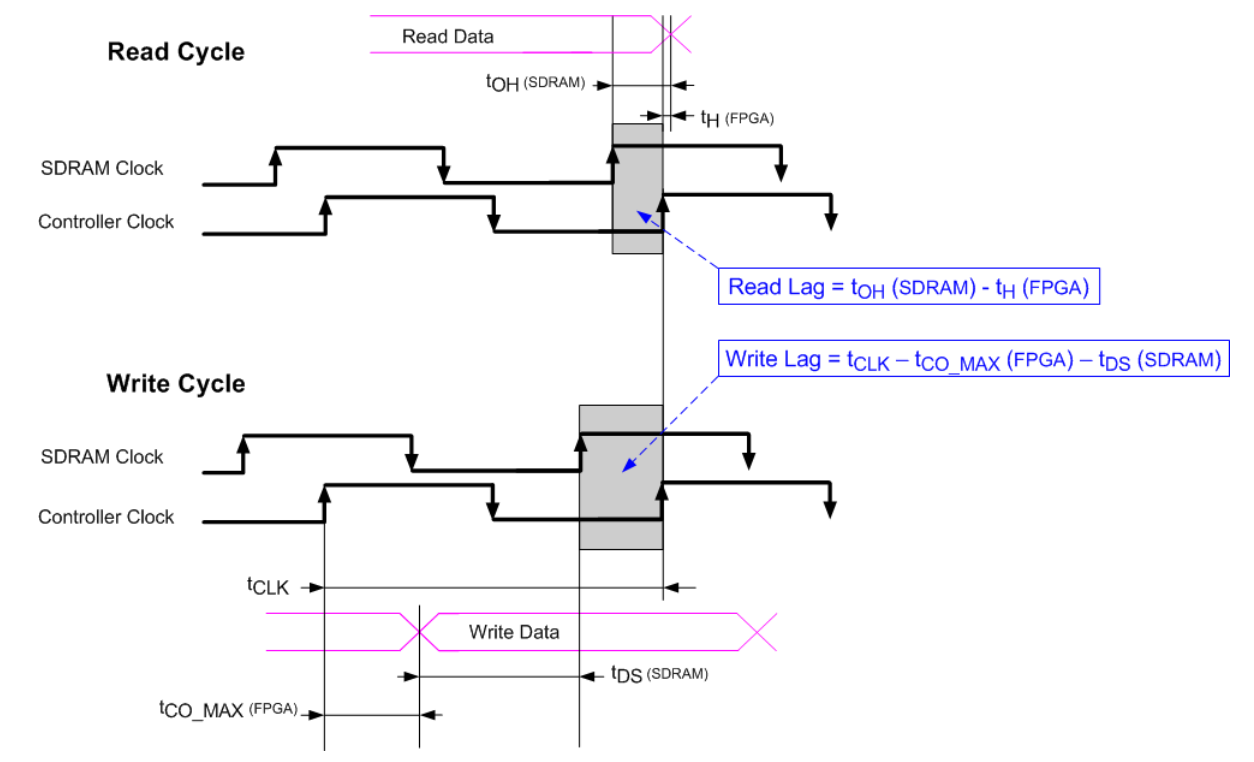 Read Data
Read Cycle
tOH (SDRAM)
tH (FPGA)
SDRAM Clock
Controller Clock
Read Lag = tOH (SDRAM) - tH (FPGA)
Write Lag = tCLK – tCO_MAX (FPGA) – tDS (SDRAM)
Write Cycle
SDRAM Clock
Controller Clock
tCLK
Write Data
tDS (SDRAM)
tCO_MAX (FPGA)